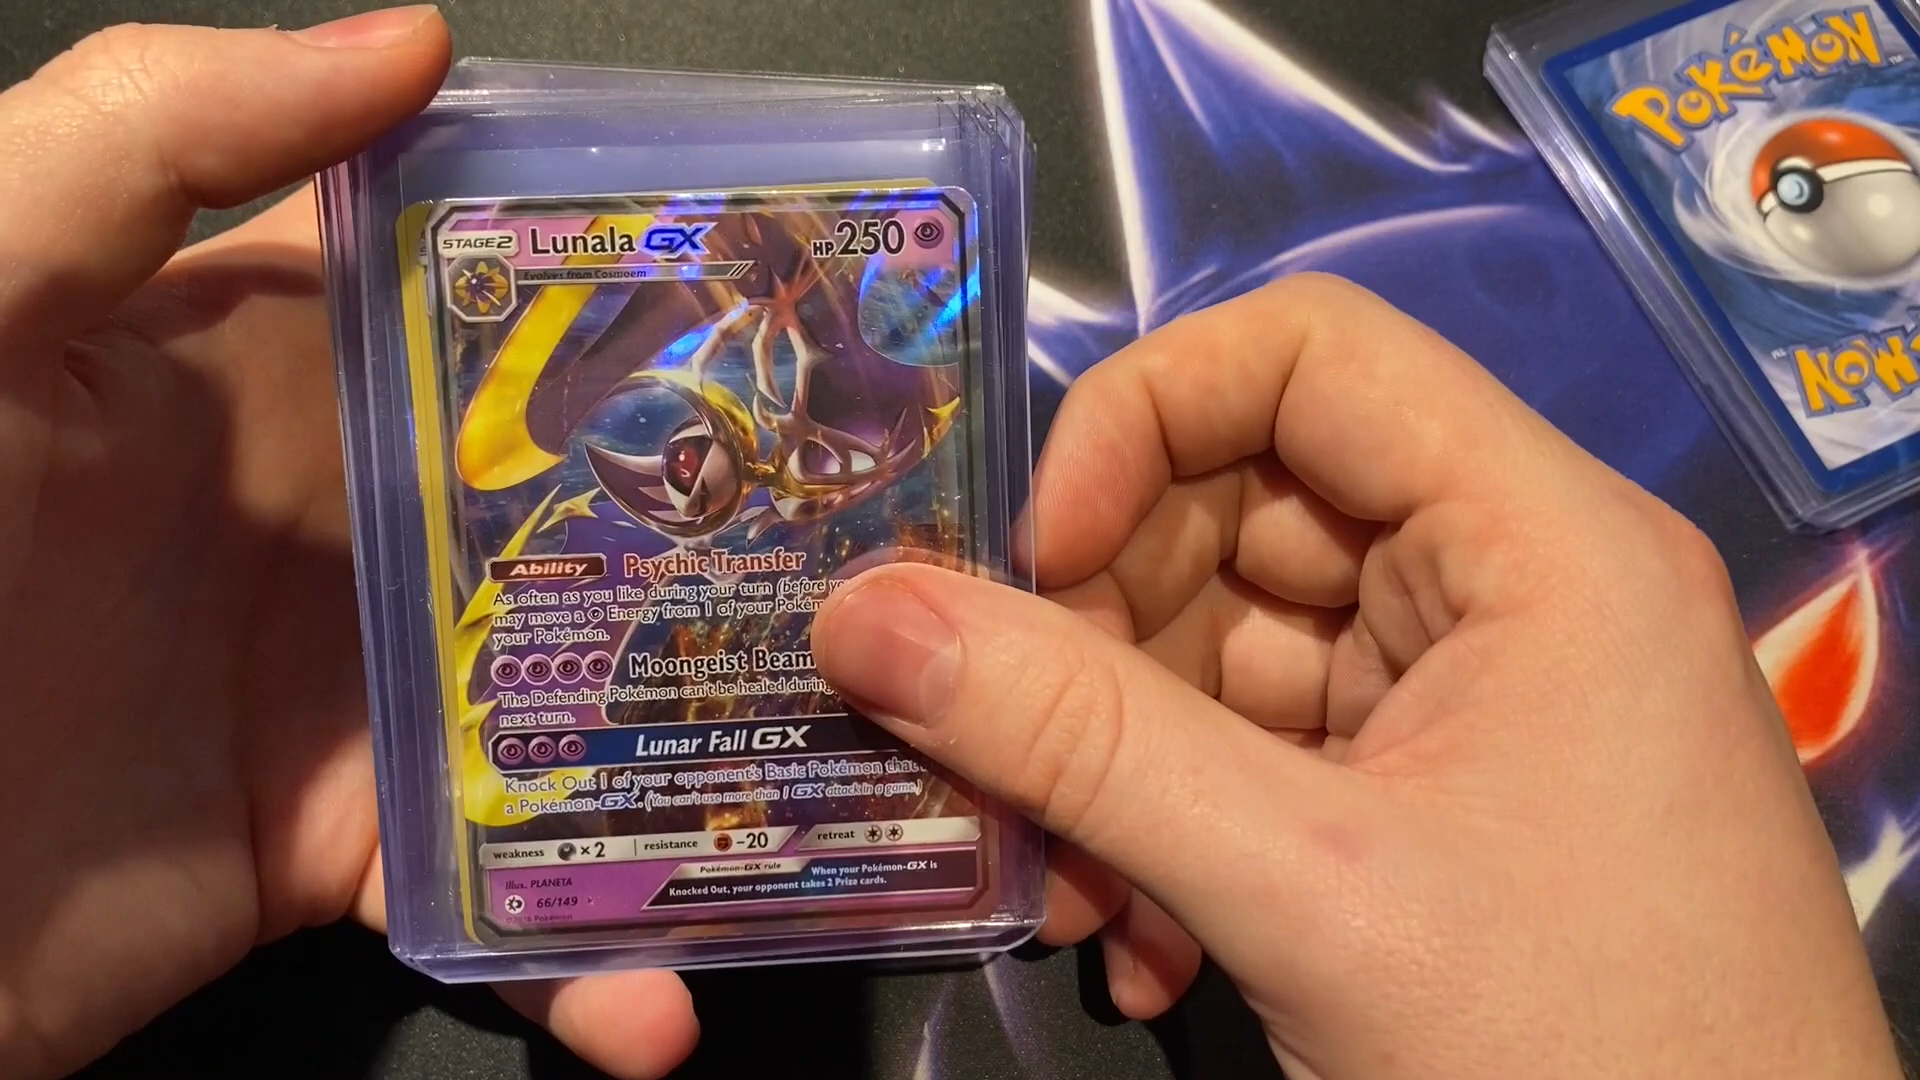 STAGE2 Lunala GX HP250
Evolves from Cosmoem
Ability Psychic Transfer
As often as you like during your turn (before
may move a Energy from 1 of your
your Pokémon.
Moongeist Beam
The Defending Pokémon can't be healed during
next turn.
Lunar Fall GX
Knock Out 1 of your opponent's Basic Pokémon
a Pokémon-GX. (You can't use more than 1 GX attack in a game.)
weakness ×2 resistance -20 retreat
Pokémon-GX rule When your Pokémon-GX is
Knocked Out, your opponent takes 2 Prize cards.
Illus. PLANETA
66/149
©2016 Pokémon
POKéMON